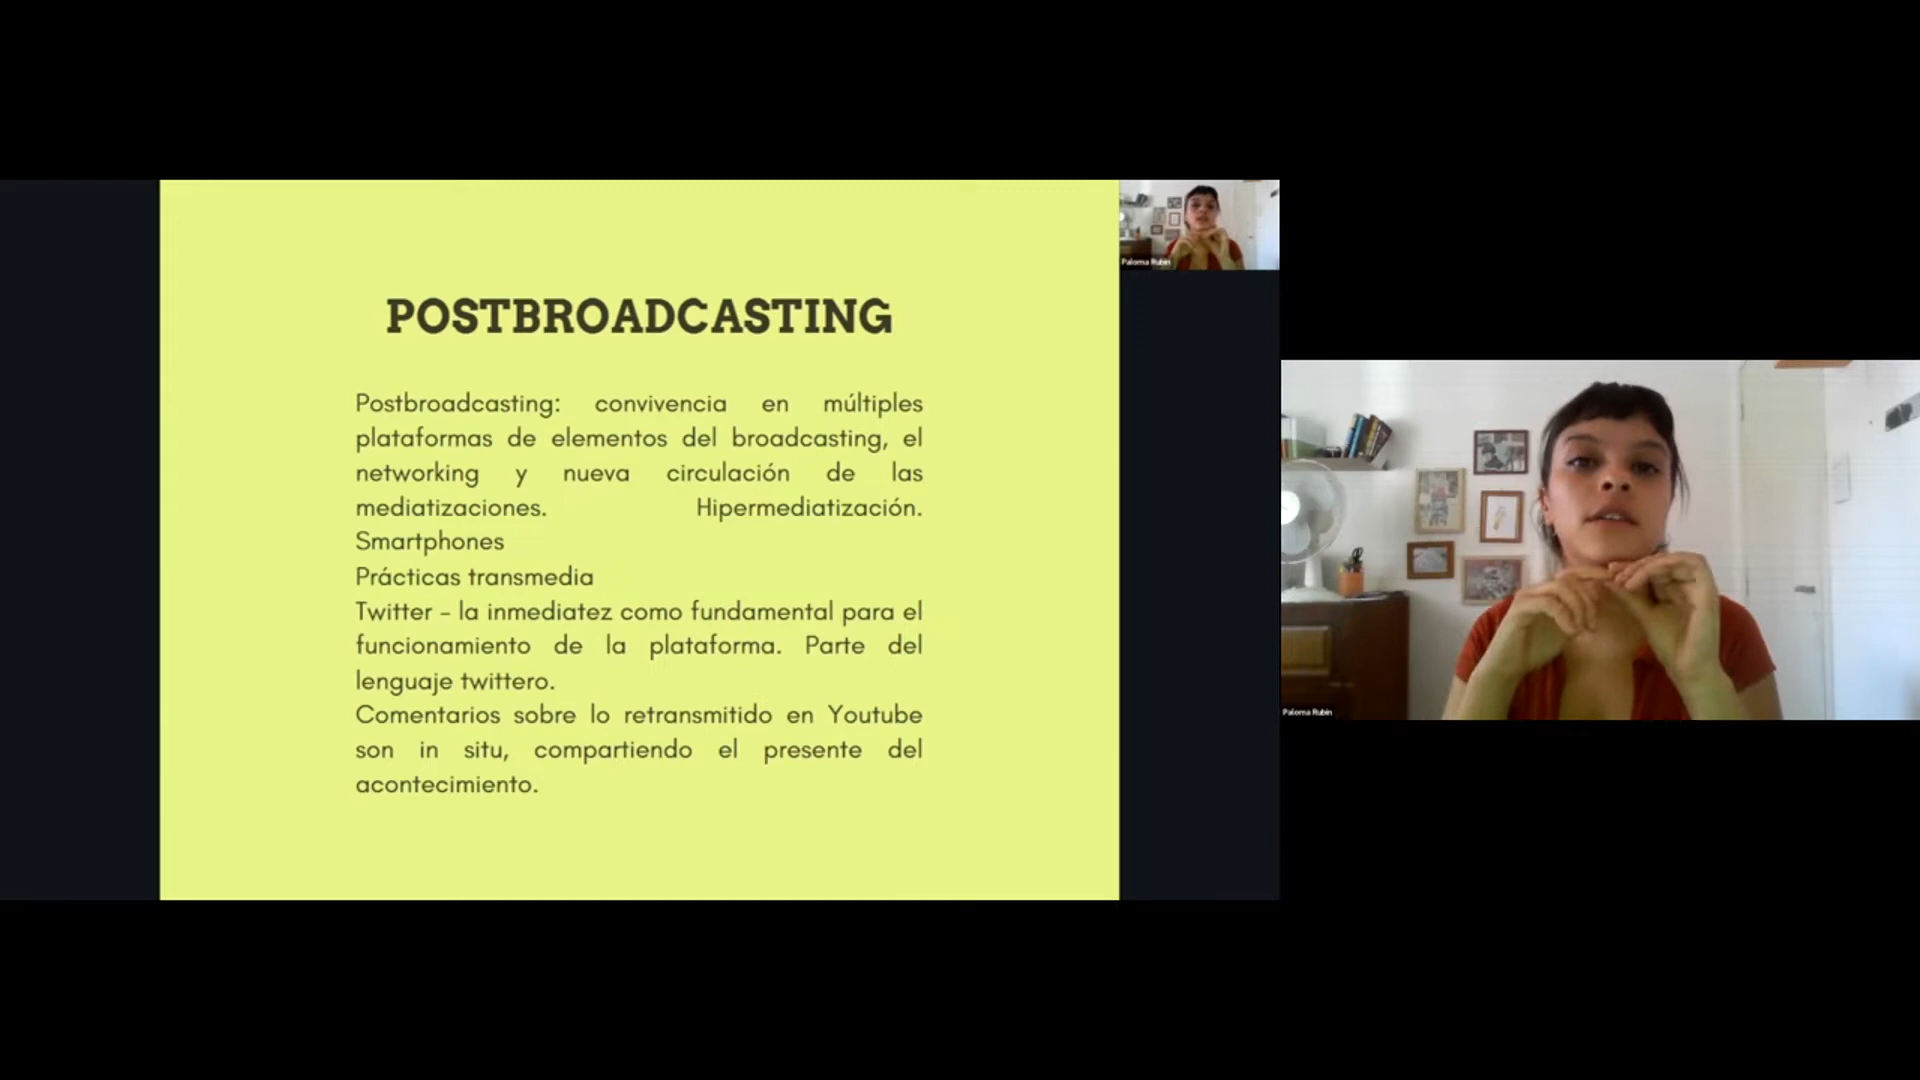 POSTBROADCASTING
Postbroadcasting: convivencia en múltiples
plataformas de elementos del broadcasting, el
networking y nueva circulación de las
mediatizaciones. Hipermediatización.
Smartphones
Prácticas transmedia
Twitter - la inmediatez como fundamental para el
funcionamiento de la plataforma. Parte del
lenguaje twittero.
Comentarios sobre lo retransmitido en Youtube
son in situ, compartiendo el presente del
acontecimiento.
Paloma Rubin
Paloma Rubin